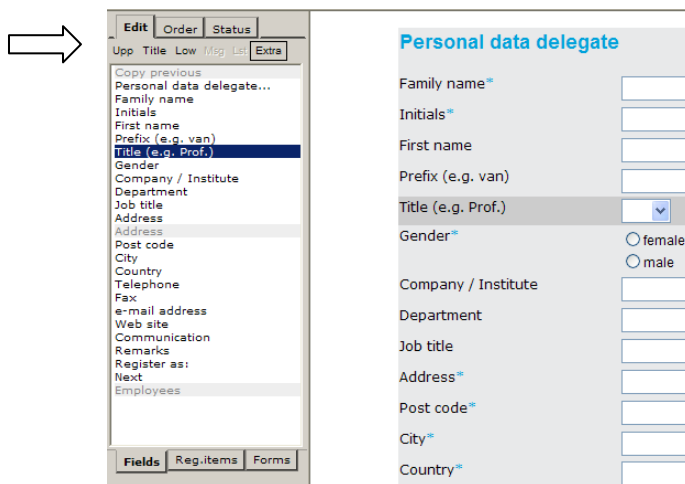 Edit Order Status
Upp Title Low Msg Lst Extra
Copy previous
Personal data delegate...
Family name
Initials
First name
Prefix (e.g. van)
Title (e.g. Prof.)
Gender
Company / Institute
Department
Job title
Address
Address
Post code
City
Country
Telephone
Fax
e-mail address
Web site
Communication
Remarks
Register as:
Next
Employees
Fields Reg.items Forms
Personal data delegate
Family name*
Initials*
First name
Prefix (e.g. van)
Title (e.g. Prof.)
Gender*
female
male
Company / Institute
Department
Job title
Address*
Post code*
City*
Country*